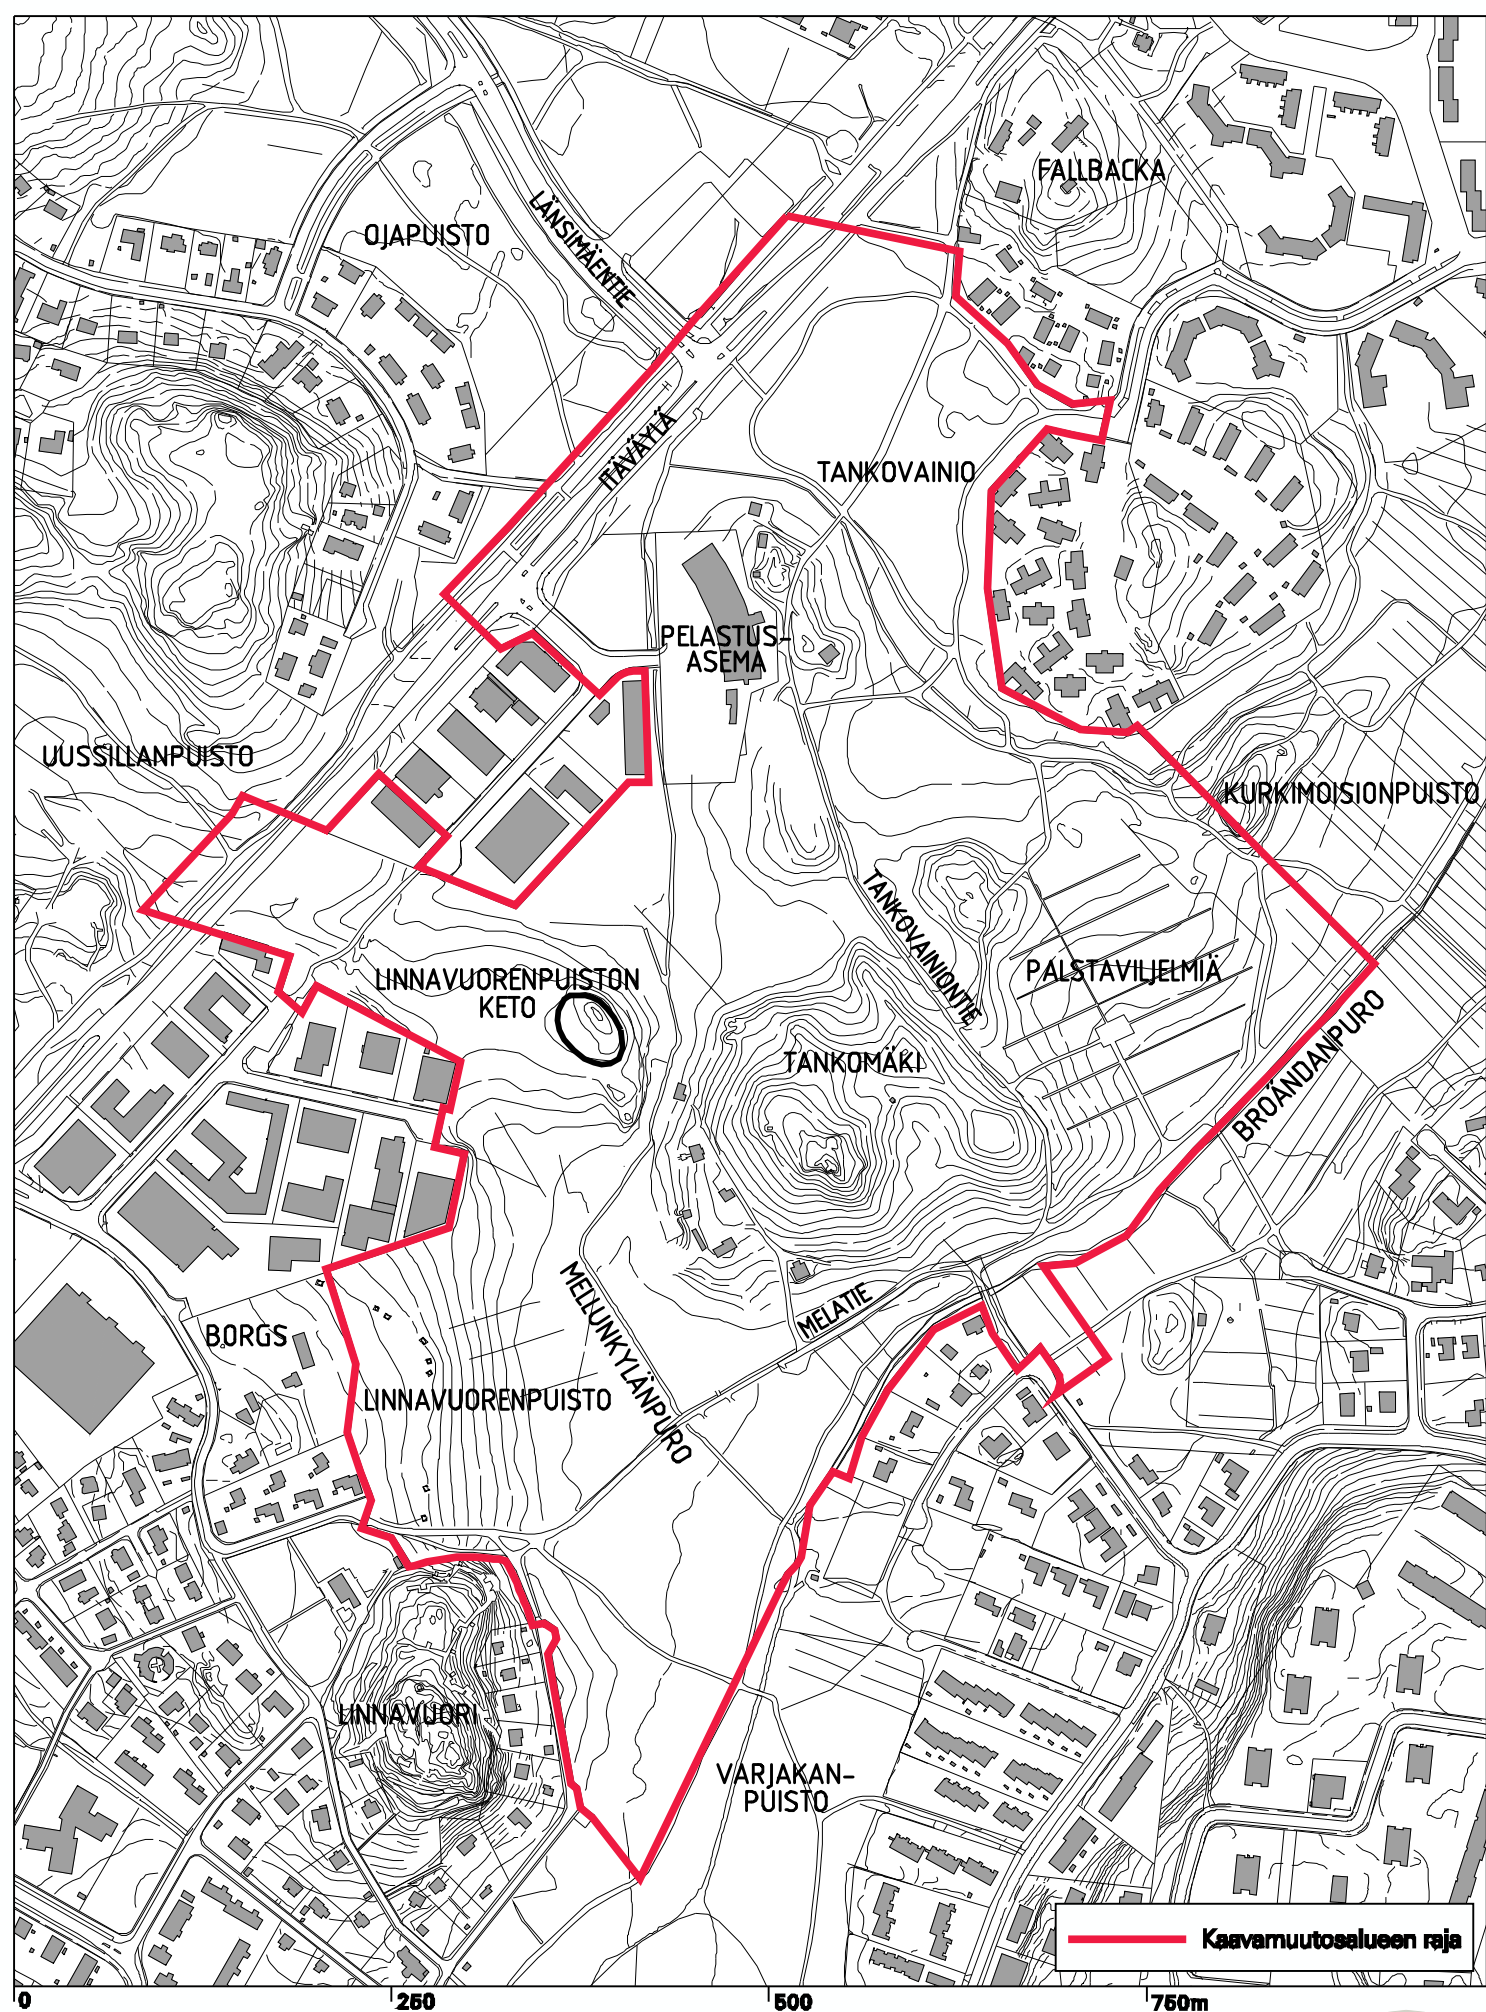 FALLBACKA
OJAPUISTO
LÄNSIMÄENTIE
ITÄVÄYLÄ
TANKOVAINIO
PELASTUS-
ASEMA
UUSSILLANPUISTO
KURKIMOISIONPUISTO
TANKOVAINIONTIE
LINNAVUORENPUISTON
KETO
PALSTAVILJELMIÄ
TANKOMÄKI
BROÄNDANPURO
MELLUNKYLÄNPURO
MELATIE
BORGS
LINNAVUORENPUISTO
LINNAVUORI
VARJAKAN-
PUISTO
Kaavamuutosalueen raja
0 250 500 750m